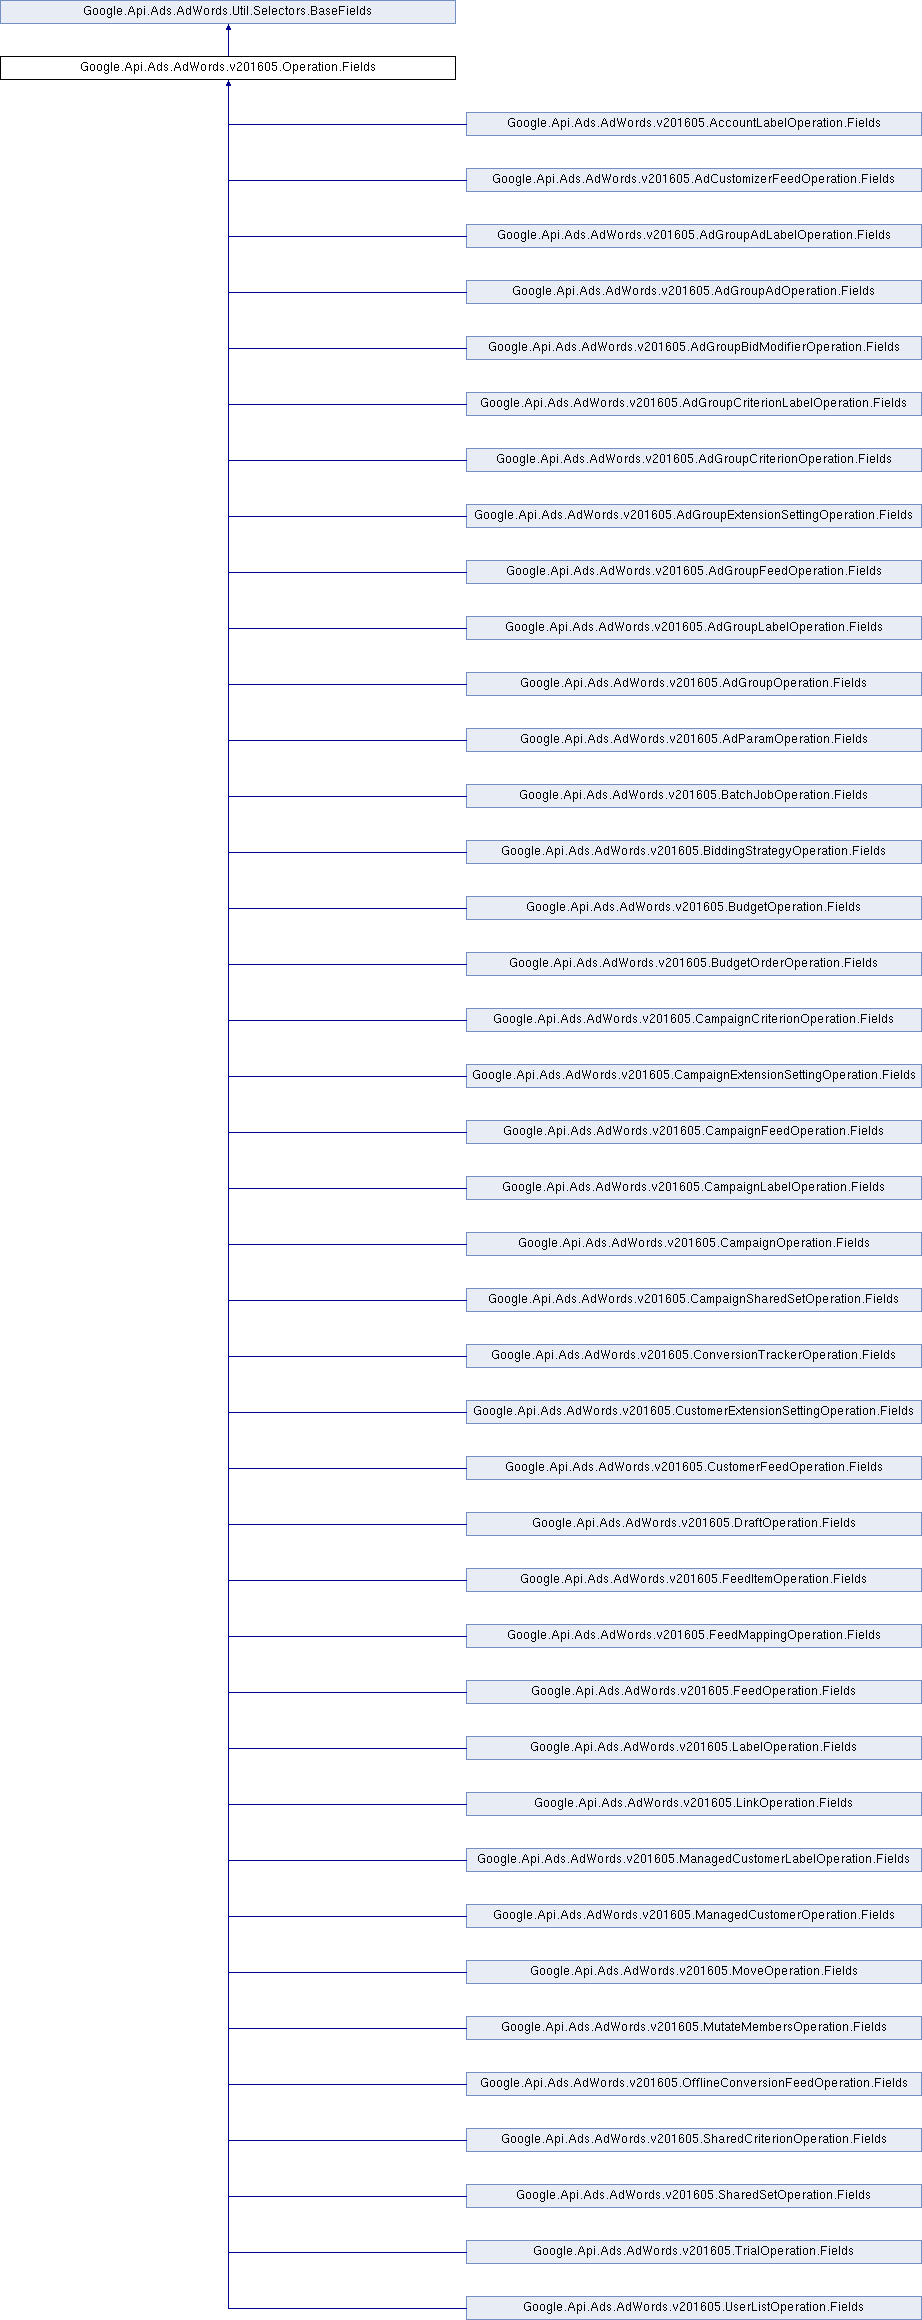 Google.Api.Ads.AdWords.Util.Selectors.BaseFields
Google.Api.Ads.AdWords.v201605.Operation.Fields
Google.Api.Ads.AdWords.v201605.AccountLabelOperation.Fields
Google.Api.Ads.AdWords.v201605.AdCustomizerFeedOperation.Fields
Google.Api.Ads.AdWords.v201605.AdGroupAdLabelOperation.Fields
Google.Api.Ads.AdWords.v201605.AdGroupAdOperation.Fields
Google.Api.Ads.AdWords.v201605.AdGroupBidModifierOperation.Fields
Google.Api.Ads.AdWords.v201605.AdGroupCriterionLabelOperation.Fields
Google.Api.Ads.AdWords.v201605.AdGroupCriterionOperation.Fields
Google.Api.Ads.AdWords.v201605.AdGroupExtensionSettingOperation.Fields
Google.Api.Ads.AdWords.v201605.AdGroupFeedOperation.Fields
Google.Api.Ads.AdWords.v201605.AdGroupLabelOperation.Fields
Google.Api.Ads.AdWords.v201605.AdGroupOperation.Fields
Google.Api.Ads.AdWords.v201605.AdParamOperation.Fields
Google.Api.Ads.AdWords.v201605.BatchJobOperation.Fields
Google.Api.Ads.AdWords.v201605.BiddingStrategyOperation.Fields
Google.Api.Ads.AdWords.v201605.BudgetOperation.Fields
Google.Api.Ads.AdWords.v201605.BudgetOrderOperation.Fields
Google.Api.Ads.AdWords.v201605.CampaignCriterionOperation.Fields
Google.Api.Ads.AdWords.v201605.CampaignExtensionSettingOperation.Fields
Google.Api.Ads.AdWords.v201605.CampaignFeedOperation.Fields
Google.Api.Ads.AdWords.v201605.CampaignLabelOperation.Fields
Google.Api.Ads.AdWords.v201605.CampaignOperation.Fields
Google.Api.Ads.AdWords.v201605.CampaignSharedSetOperation.Fields
Google.Api.Ads.AdWords.v201605.ConversionTrackerOperation.Fields
Google.Api.Ads.AdWords.v201605.CustomerExtensionSettingOperation.Fields
Google.Api.Ads.AdWords.v201605.CustomerFeedOperation.Fields
Google.Api.Ads.AdWords.v201605.DraftOperation.Fields
Google.Api.Ads.AdWords.v201605.FeedItemOperation.Fields
Google.Api.Ads.AdWords.v201605.FeedMappingOperation.Fields
Google.Api.Ads.AdWords.v201605.FeedOperation.Fields
Google.Api.Ads.AdWords.v201605.LabelOperation.Fields
Google.Api.Ads.AdWords.v201605.LinkOperation.Fields
Google.Api.Ads.AdWords.v201605.ManagedCustomerLabelOperation.Fields
Google.Api.Ads.AdWords.v201605.ManagedCustomerOperation.Fields
Google.Api.Ads.AdWords.v201605.MoveOperation.Fields
Google.Api.Ads.AdWords.v201605.MutateMembersOperation.Fields
Google.Api.Ads.AdWords.v201605.OfflineConversionFeedOperation.Fields
Google.Api.Ads.AdWords.v201605.SharedCriterionOperation.Fields
Google.Api.Ads.AdWords.v201605.SharedSetOperation.Fields
Google.Api.Ads.AdWords.v201605.TrialOperation.Fields
Google.Api.Ads.AdWords.v201605.UserListOperation.Fields